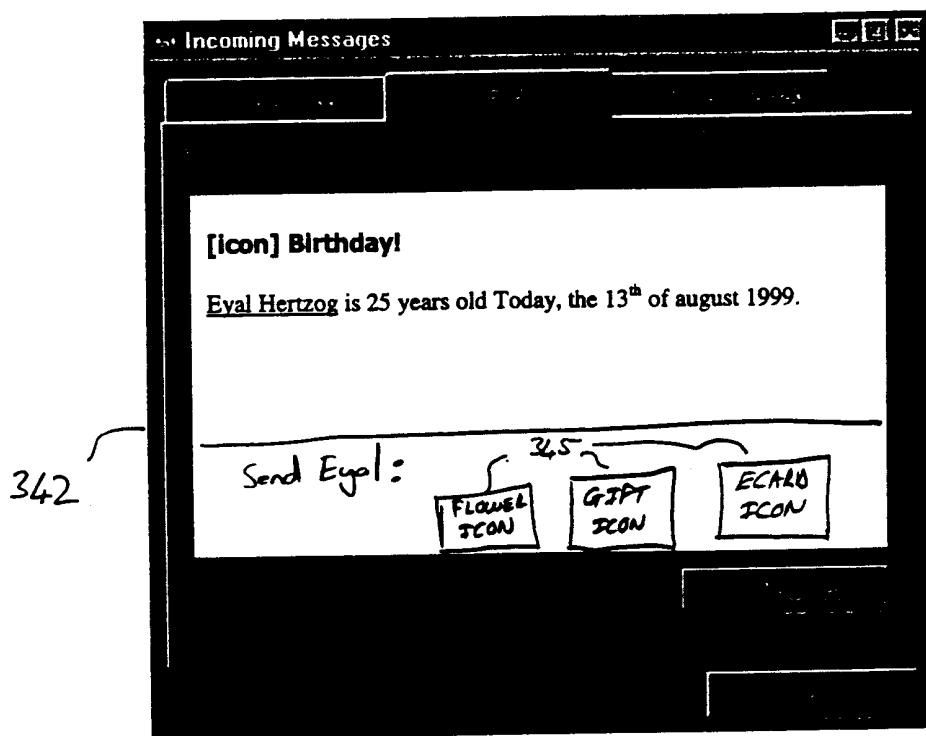 Incoming Messages
[icon] Birthday!
Eyal Hertzog is 25 years old Today, the 13th of august 1999.
342
345
Send Eyal:
FLOWER
ICON
GIFT
ICON
ECARD
ICON